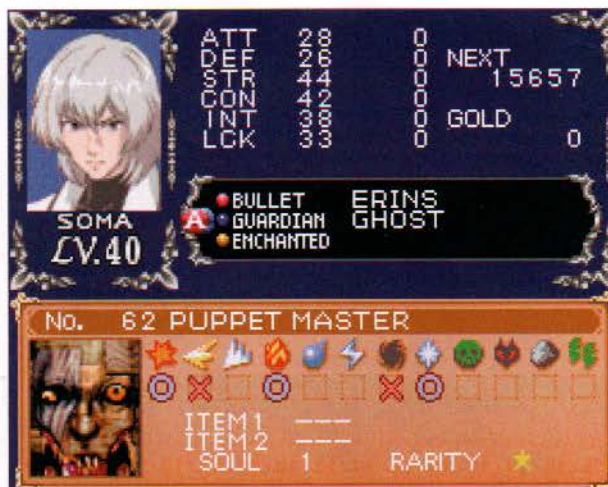 ATT 28 0
DEF 26 0 NEXT
STR 44 0 15657
CON 42 0
INT 38 0 GOLD
LCK 33 0 0
BULLET ERINS
SOMA A GUARDIAN GHOST
LV.40 ENCHANTED
No. 62 PUPPET MASTER
ITEM1 ---
ITEM2 ---
SOUL 1 RARITY